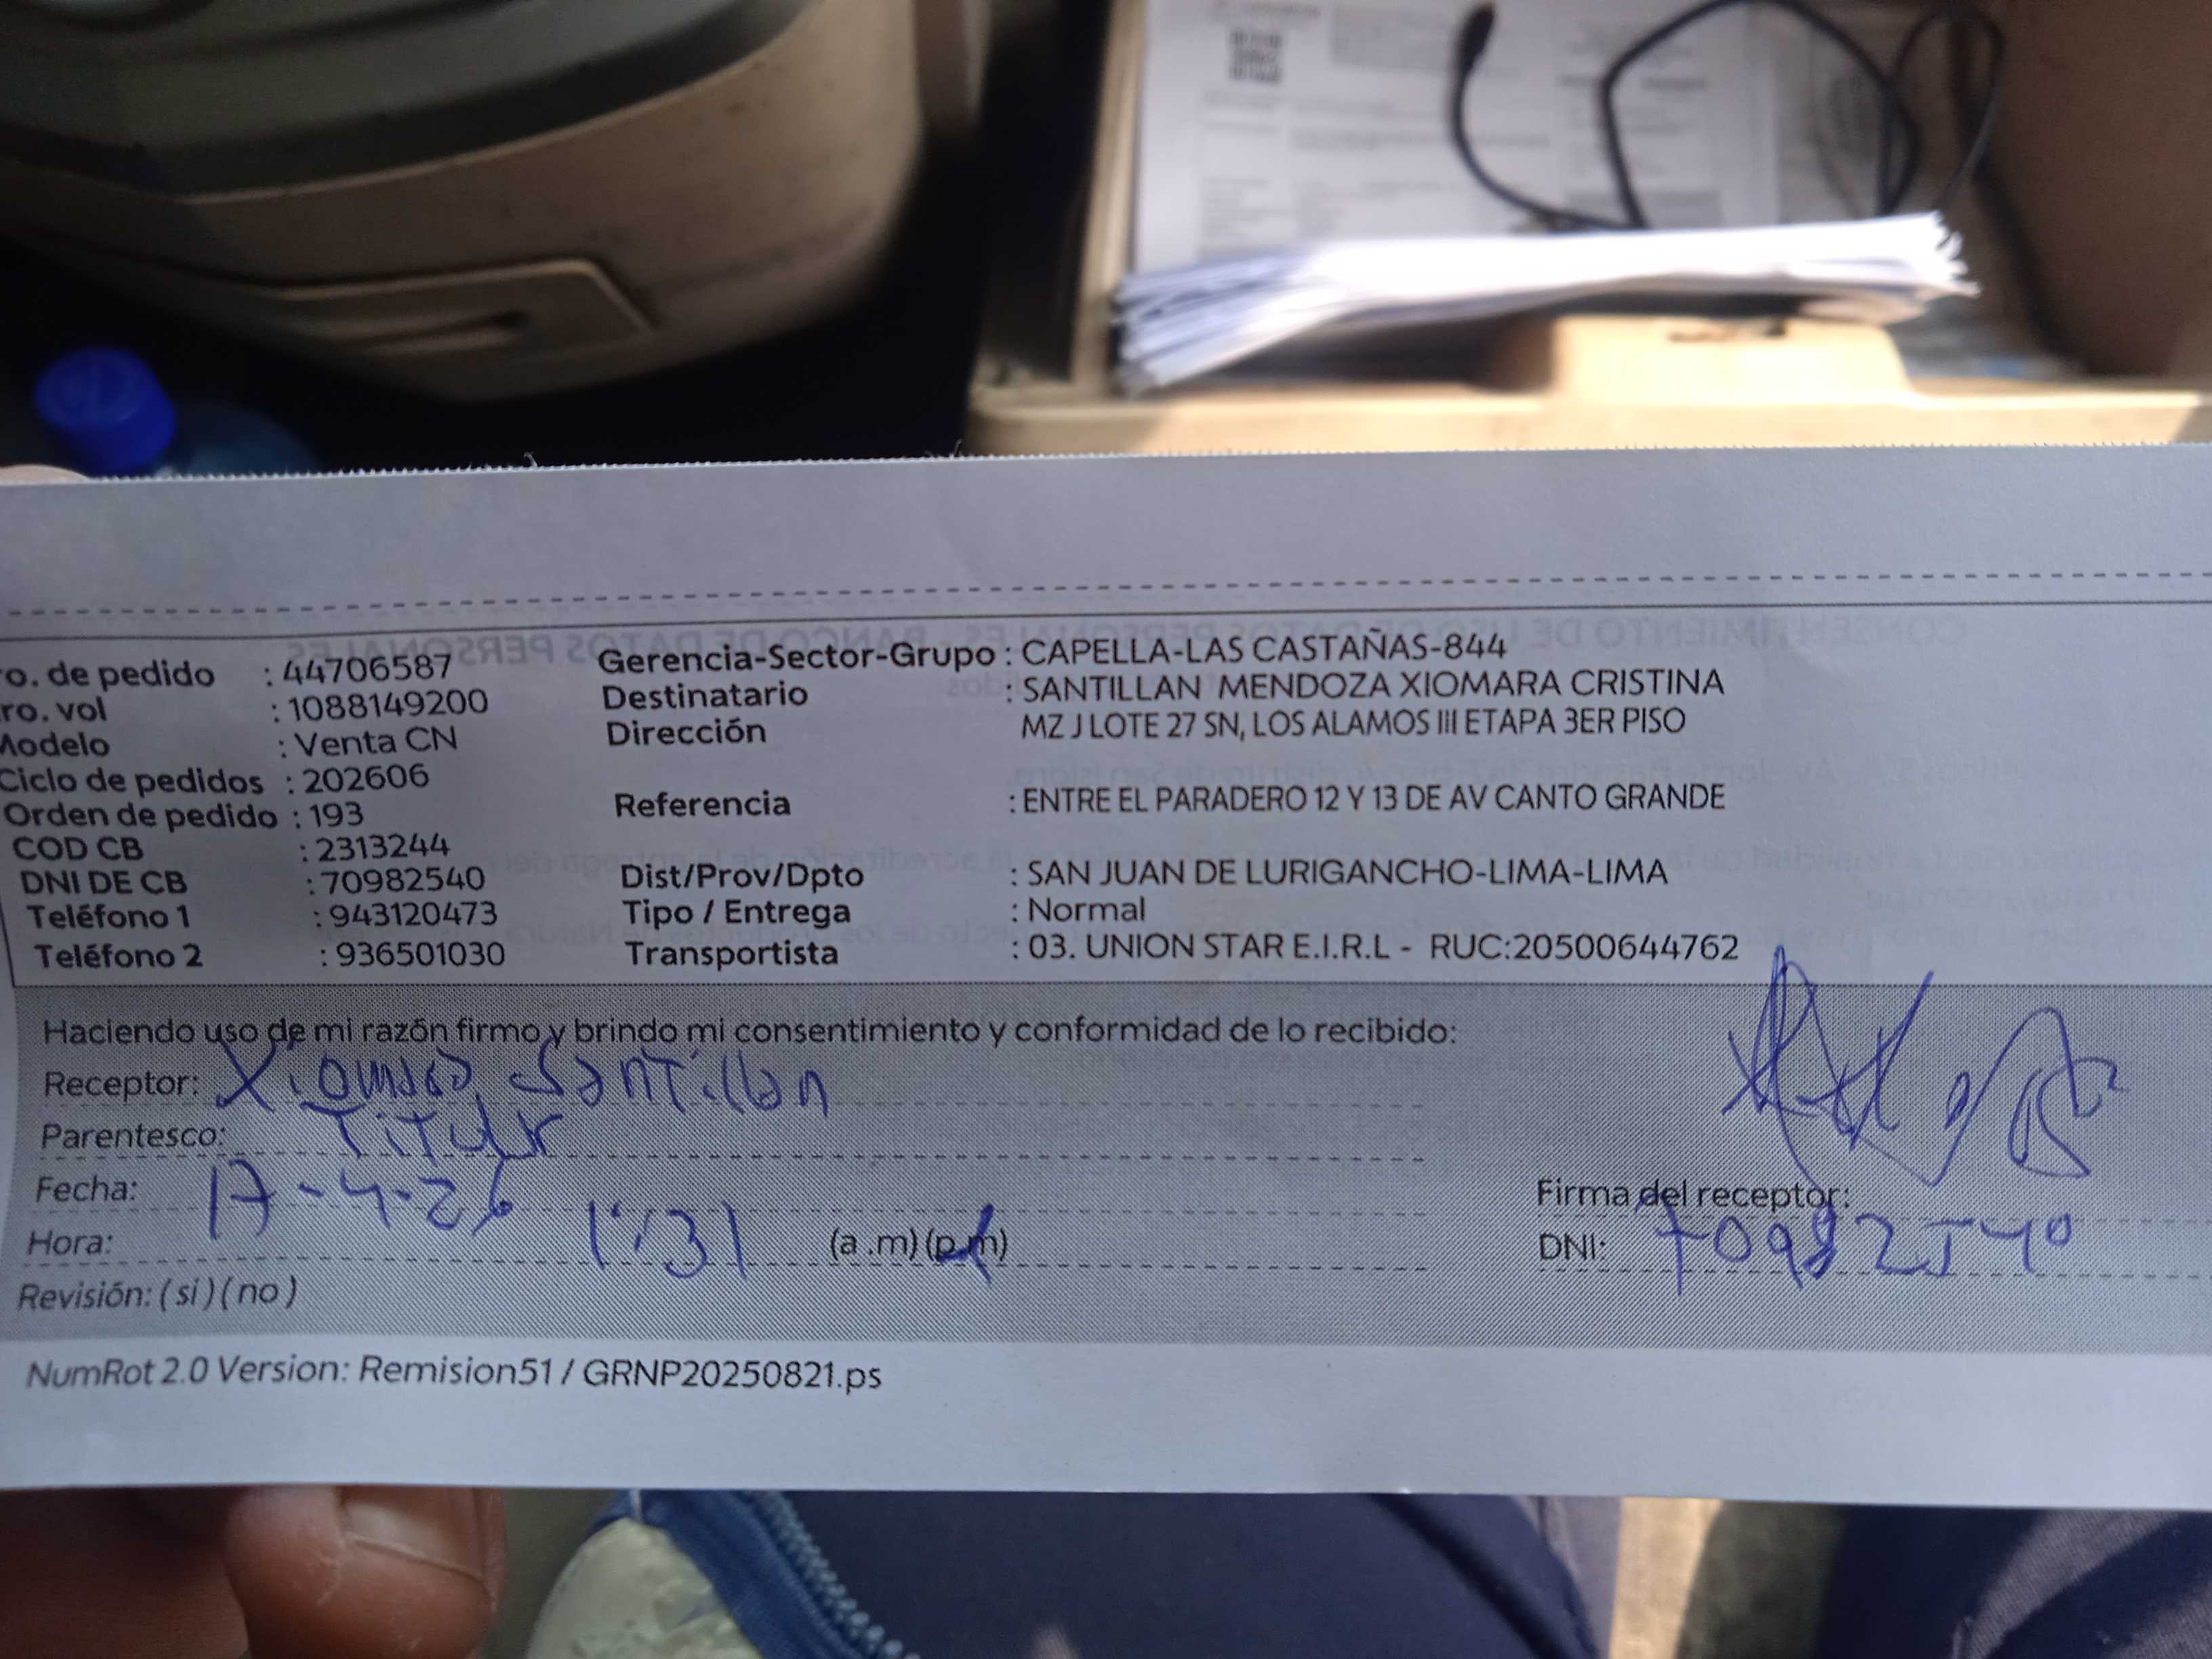 o. de pedido : 44706587 Gerencia-Sector-Grupo : CAPELLA-LAS CASTAÑAS-844
ro. vol : 1088149200 Destinatario : SANTILLAN MENDOZA XIOMARA CRISTINA
Modelo : Venta CN Dirección MZ J LOTE 27 SN, LOS ALAMOS III ETAPA 3ER PISO
Ciclo de pedidos : 202606
Orden de pedido : 193 Referencia : ENTRE EL PARADERO 12 Y 13 DE AV CANTO GRANDE
COD CB : 2313244
DNI DE CB : 70982540 Dist/Prov/Dpto : SAN JUAN DE LURIGANCHO-LIMA-LIMA
Teléfono 1 : 943120473 Tipo / Entrega : Normal
Teléfono 2 : 936501030 Transportista : 03. UNION STAR E.I.R.L - RUC:20500644762
Haciendo uso de mi razón firmo y brindo mi consentimiento y conformidad de lo recibido:
Receptor: Xiomara Santillan
Parentesco: Titular
Fecha: 17-4-26
Firma del receptor:
Hora: 1:31 (a .m) (p.m)
DNI: 70982540
Revisión: ( si ) ( no )
NumRot 2.0 Version: Remision51 / GRNP20250821.ps